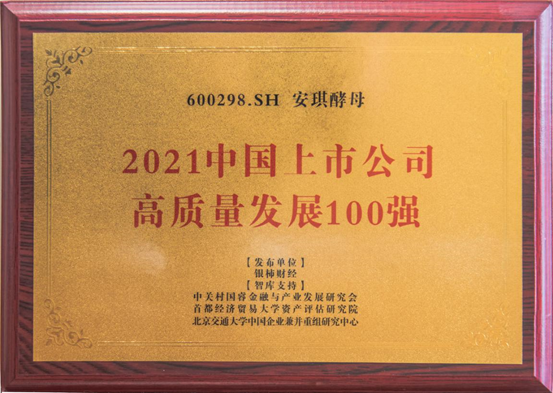 600298.SH 安琪酵母
2021中国上市公司
高质量发展100强
【发布单位】
银柿财经
【智库支持】
中关村国睿金融与产业发展研究会
首都经济贸易大学资产评估研究院
北京交通大学中国企业兼并重组研究中心